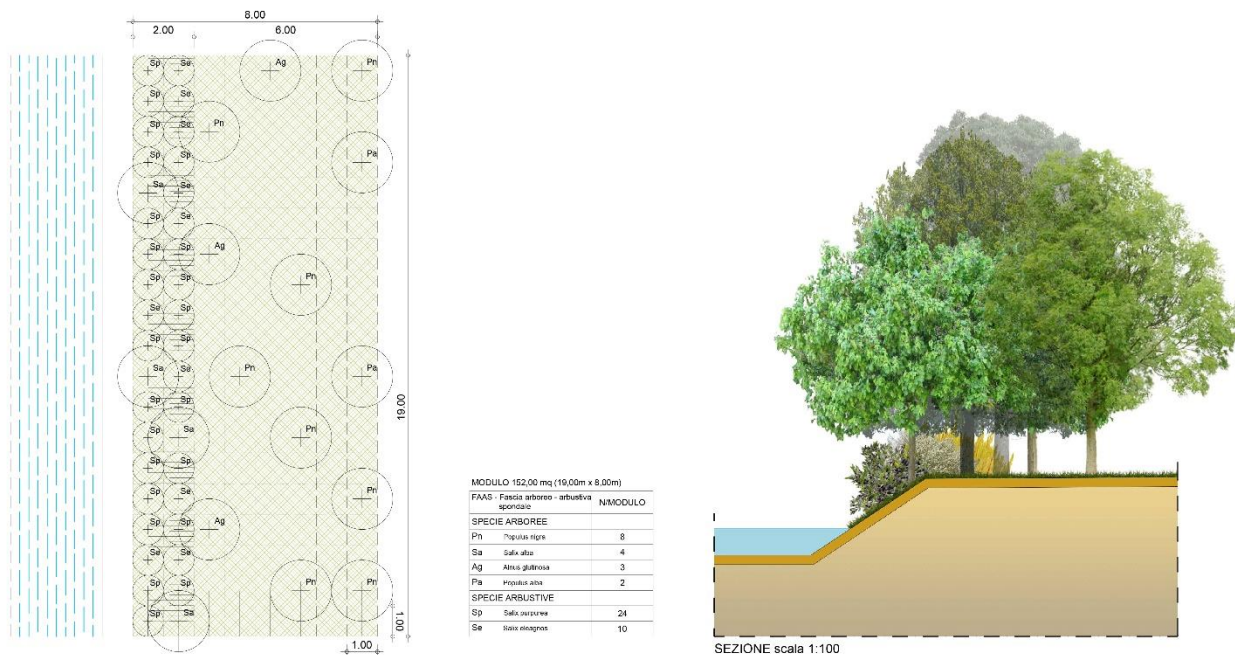 8.00
2.00 6.00
Sp Se Ag Pn
Sp Se
Sp Se Pn
Sp Sp Pa
Sa Se
Sp Se
Sp Sp Ag
Sp Sp Pn
Se Sp
Sp Sp
Sa Se Pn Pa
Sp Sp
Sp Sa Pn
Sp Sp
Se Sp Pn
Sp Sp Ag
Se Se
Sp Sp Pn Pn
Sp Sa
19.00
1.00
1.00
MODULO 152,00 mq (19,00m x 8,00m)
FAAS - Fascia arboreo - arbustiva N/MODULO
spondale
SPECIE ARBOREE
Pn Populus nigra 8
Sa Salix alba 4
Ag Alnus glutinosa 3
Pa Populus alba 2
SPECIE ARBUSTIVE
Sp Salix purpurea 24
Se Salix eleagnos 10
SEZIONE scala 1:100